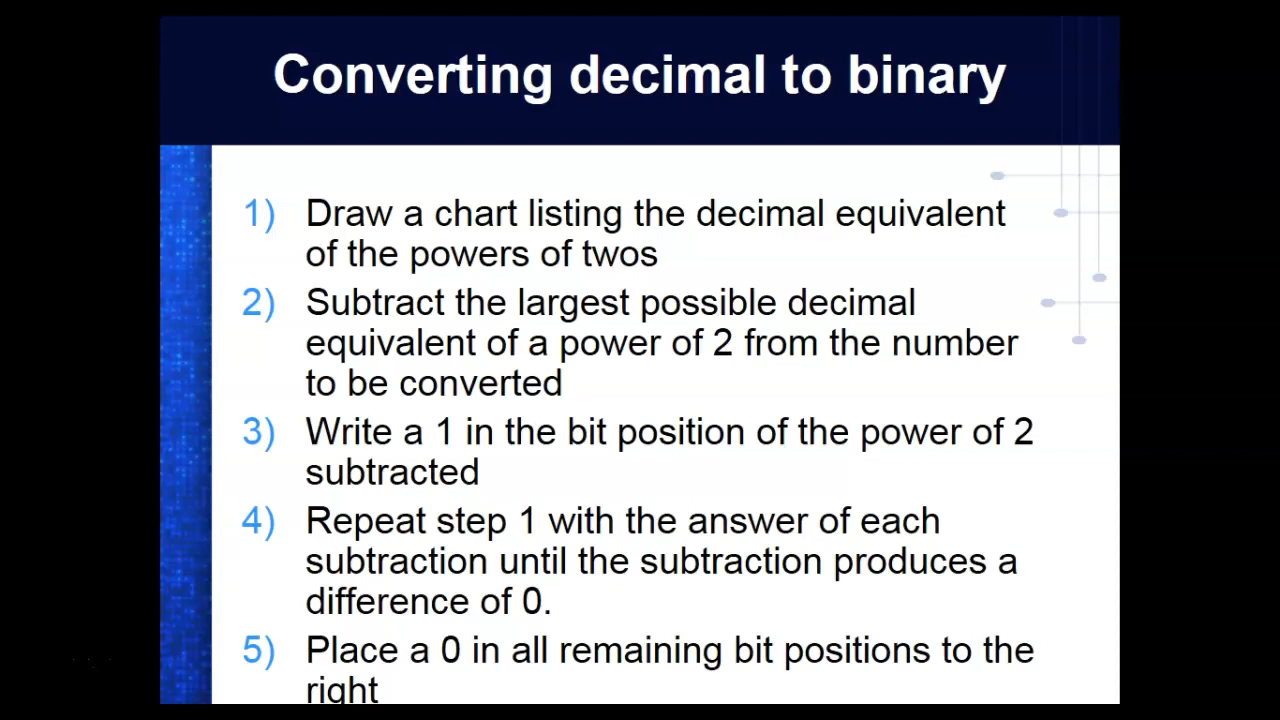 Converting decimal to binary
1) Draw a chart listing the decimal equivalent
of the powers of twos
2) Subtract the largest possible decimal
equivalent of a power of 2 from the number
to be converted
3) Write a 1 in the bit position of the power of 2
subtracted
4) Repeat step 1 with the answer of each
subtraction until the subtraction produces a
difference of 0.
5) Place a 0 in all remaining bit positions to the
right